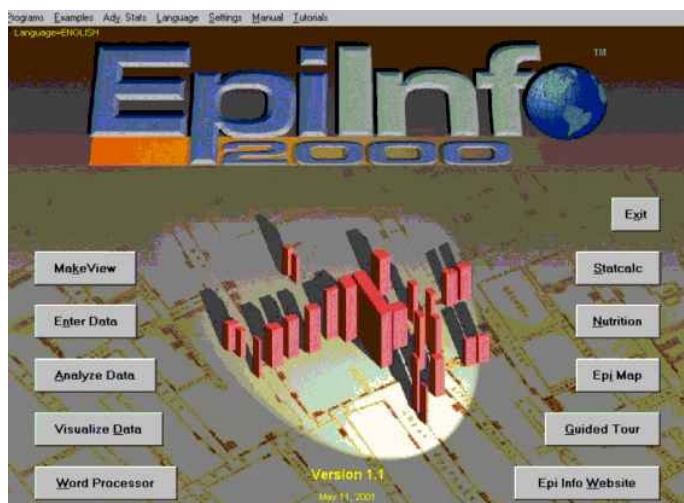 Programs Examples Adv. Stats Language Settings Manual Tutorials
Language=ENGLISH
EpiInfo TM
2000
Exit
MakeView
Statcalc
Enter Data
Nutrition
Analyze Data
Epi Map
Visualize Data
Guided Tour
Version 1.1
Word Processor
Epi Info Website
May 11, 2001